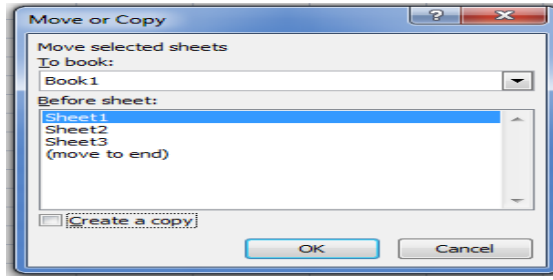 Move or Copy
Move selected sheets
To book:
Book1
Before sheet:
Sheet1
Sheet2
Sheet3
(move to end)
Create a copy
OK Cancel